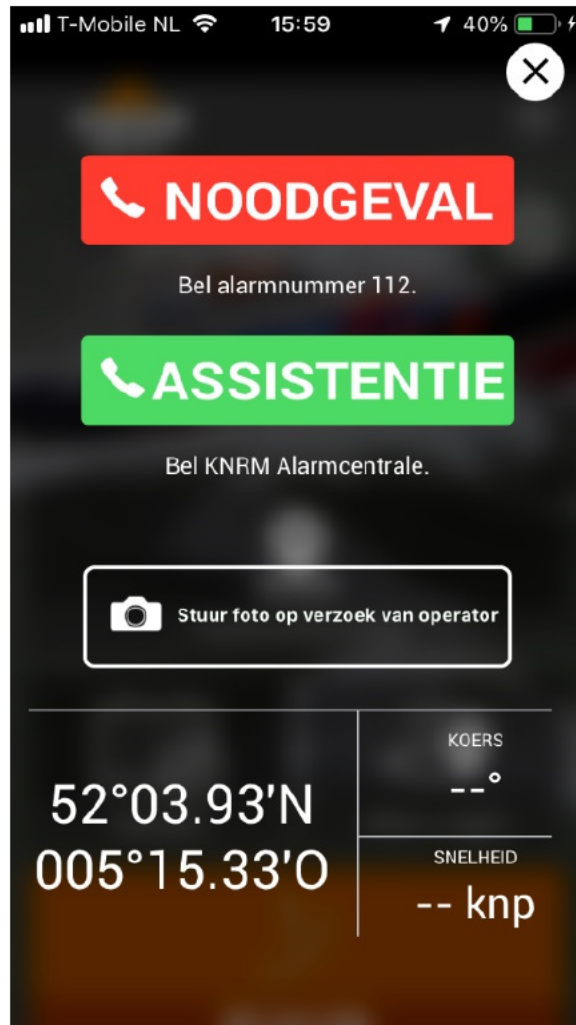 T-Mobile NL 15:59 40%
NOODGEVAL
Bel alarmnummer 112.
ASSISTENTIE
Bel KNRM Alarmcentrale.
Stuur foto op verzoek van operator
52°03.93'N
005°15.33'O
KOERS
--°
SNELHEID
-- knp